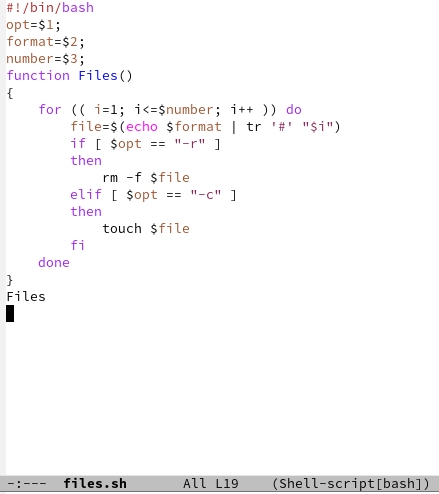 #!/bin/bash
opt=$1;
format=$2;
number=$3;
function Files()
{
    for (( i=1; i<=$number; i++ )) do
        file=$(echo $format | tr '#' "$i")
        if [ $opt == "-r" ]
        then
            rm -f $file
        elif [ $opt == "-c" ]
        then
            touch $file
        fi
    done
}
Files
-:---  files.sh       All L19    (Shell-script[bash])